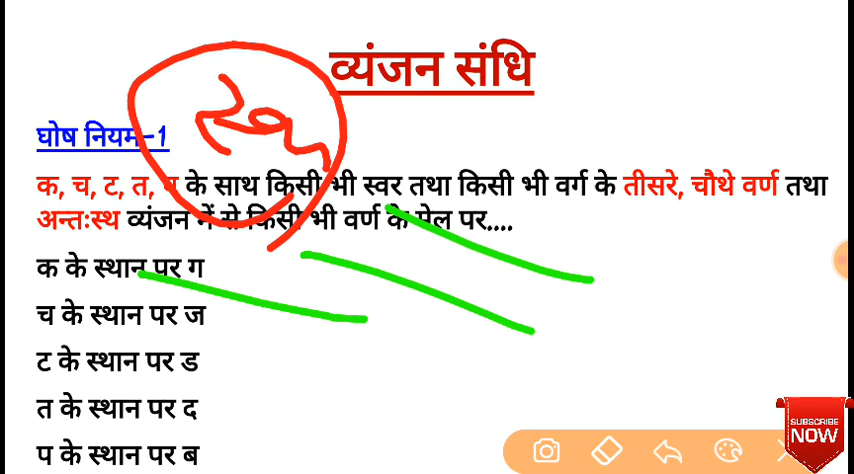 व्यंजन संधि
घोष नियम-1
क, च, ट, त, प के साथ किसी भी स्वर तथा किसी भी वर्ग के तीसरे, चौथे वर्ण तथा
अन्तःस्थ व्यंजन में से किसी भी वर्ण के मेल पर....
क के स्थान पर ग
च के स्थान पर ज
ट के स्थान पर ड
त के स्थान पर द
प के स्थान पर ब
SUBSCRIBE
NOW